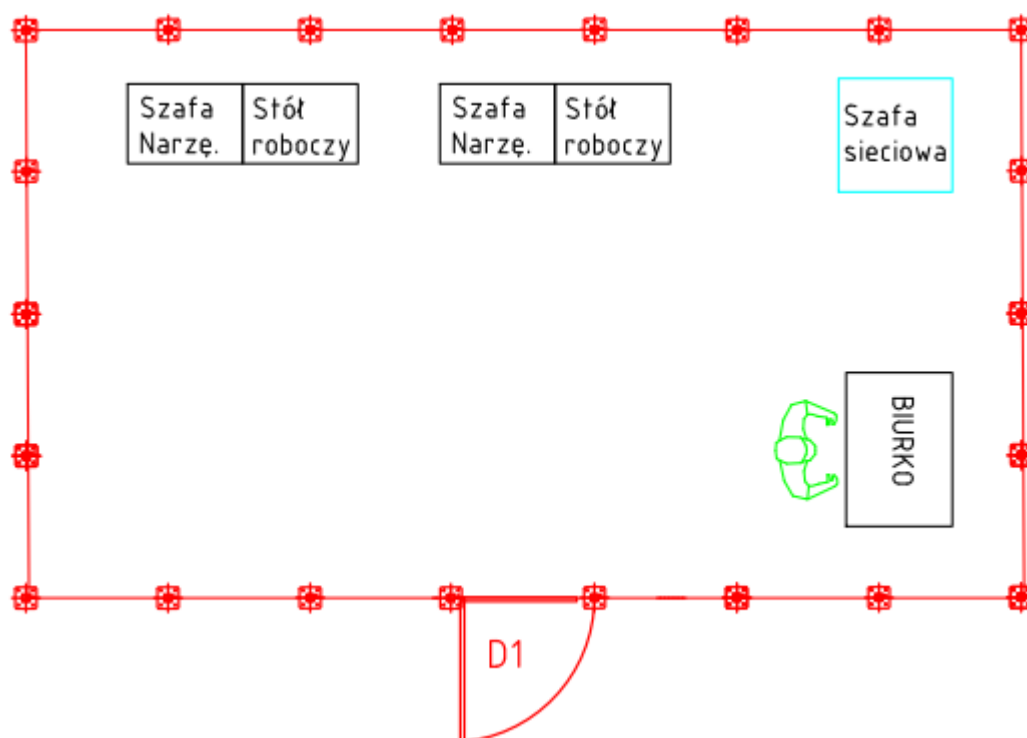 Szafa
Narzę.
Stół
roboczy
Szafa
Narzę.
Stół
roboczy
Szafa
sieciowa
BIURKO
D1